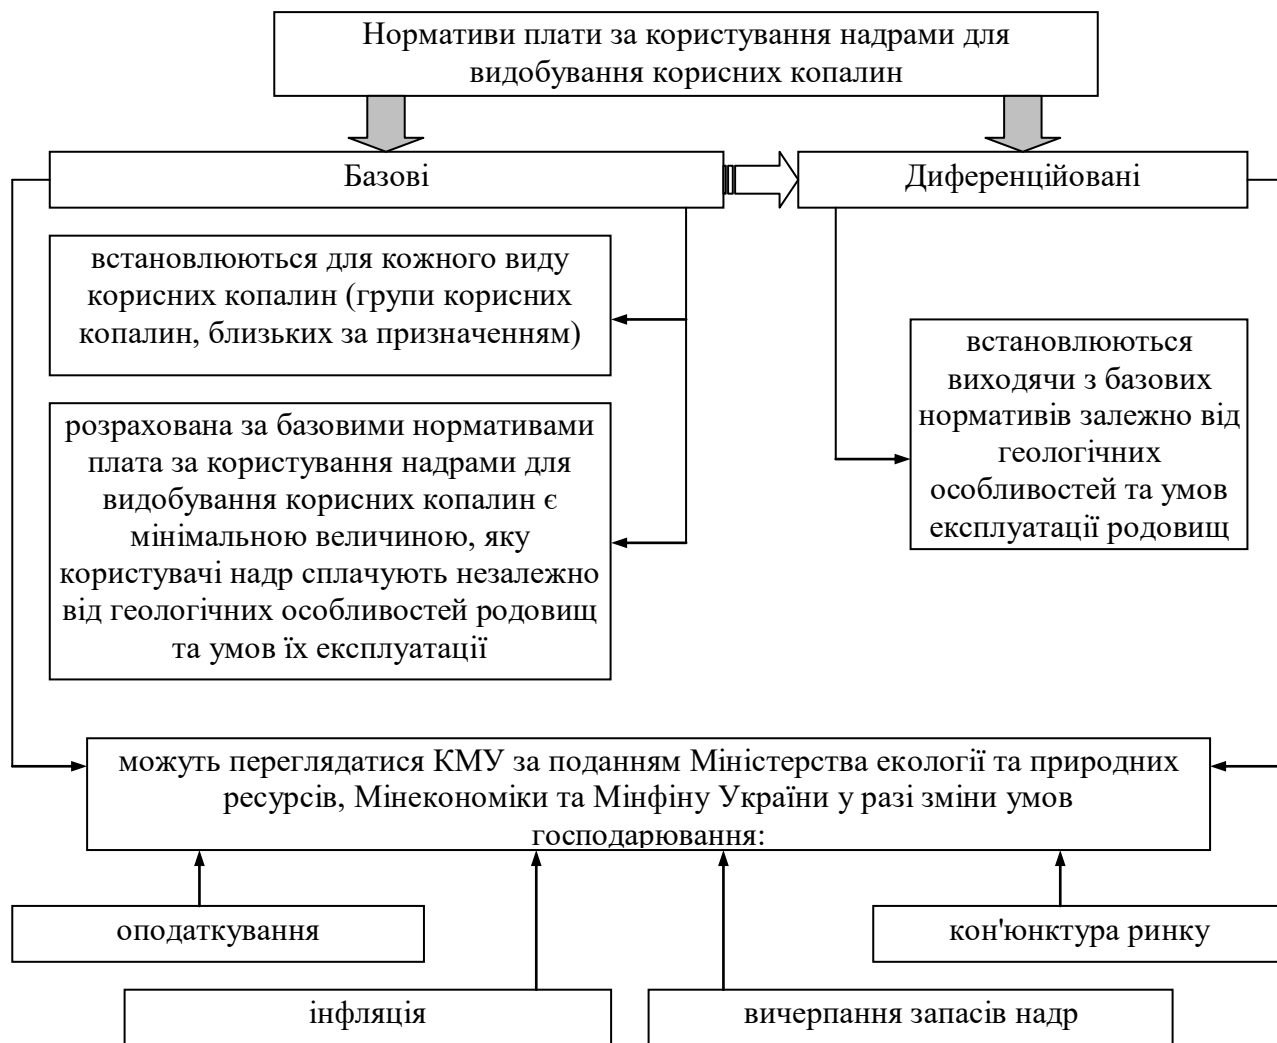 Нормативи плати за користування надрами для
видобування корисних копалин
Базові
Диференційовані
встановлюються для кожного виду
корисних копалин (групи корисних
копалин, близьких за призначенням)
розрахована за базовими нормативами
плата за користування надрами для
видобування корисних копалин є
мінімальною величиною, яку
користувачі надр сплачують незалежно
від геологічних особливостей родовищ
та умов їх експлуатації
встановлюються
виходячи з базових
нормативів залежно від
геологічних
особливостей та умов
експлуатації родовищ
можуть переглядатися КМУ за поданням Міністерства екології та природних
ресурсів, Мінекономіки та Мінфіну України у разі зміни умов
господарювання:
оподаткування
кон'юнктура ринку
інфляція
вичерпання запасів надр